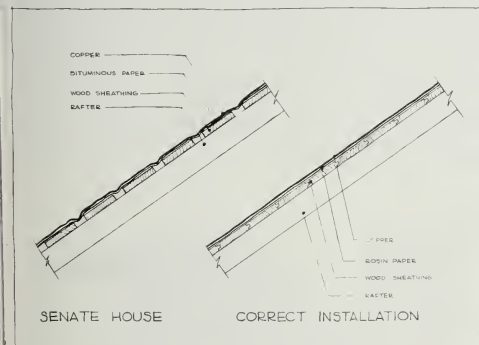 COPPER
BITUMINOUS PAPER
WOOD SHEATHING
RAFTER
ROSIN PAPER
WOOD SHEATHING
RAFTER
SENATE HOUSE
CORRECT INSTALLATION